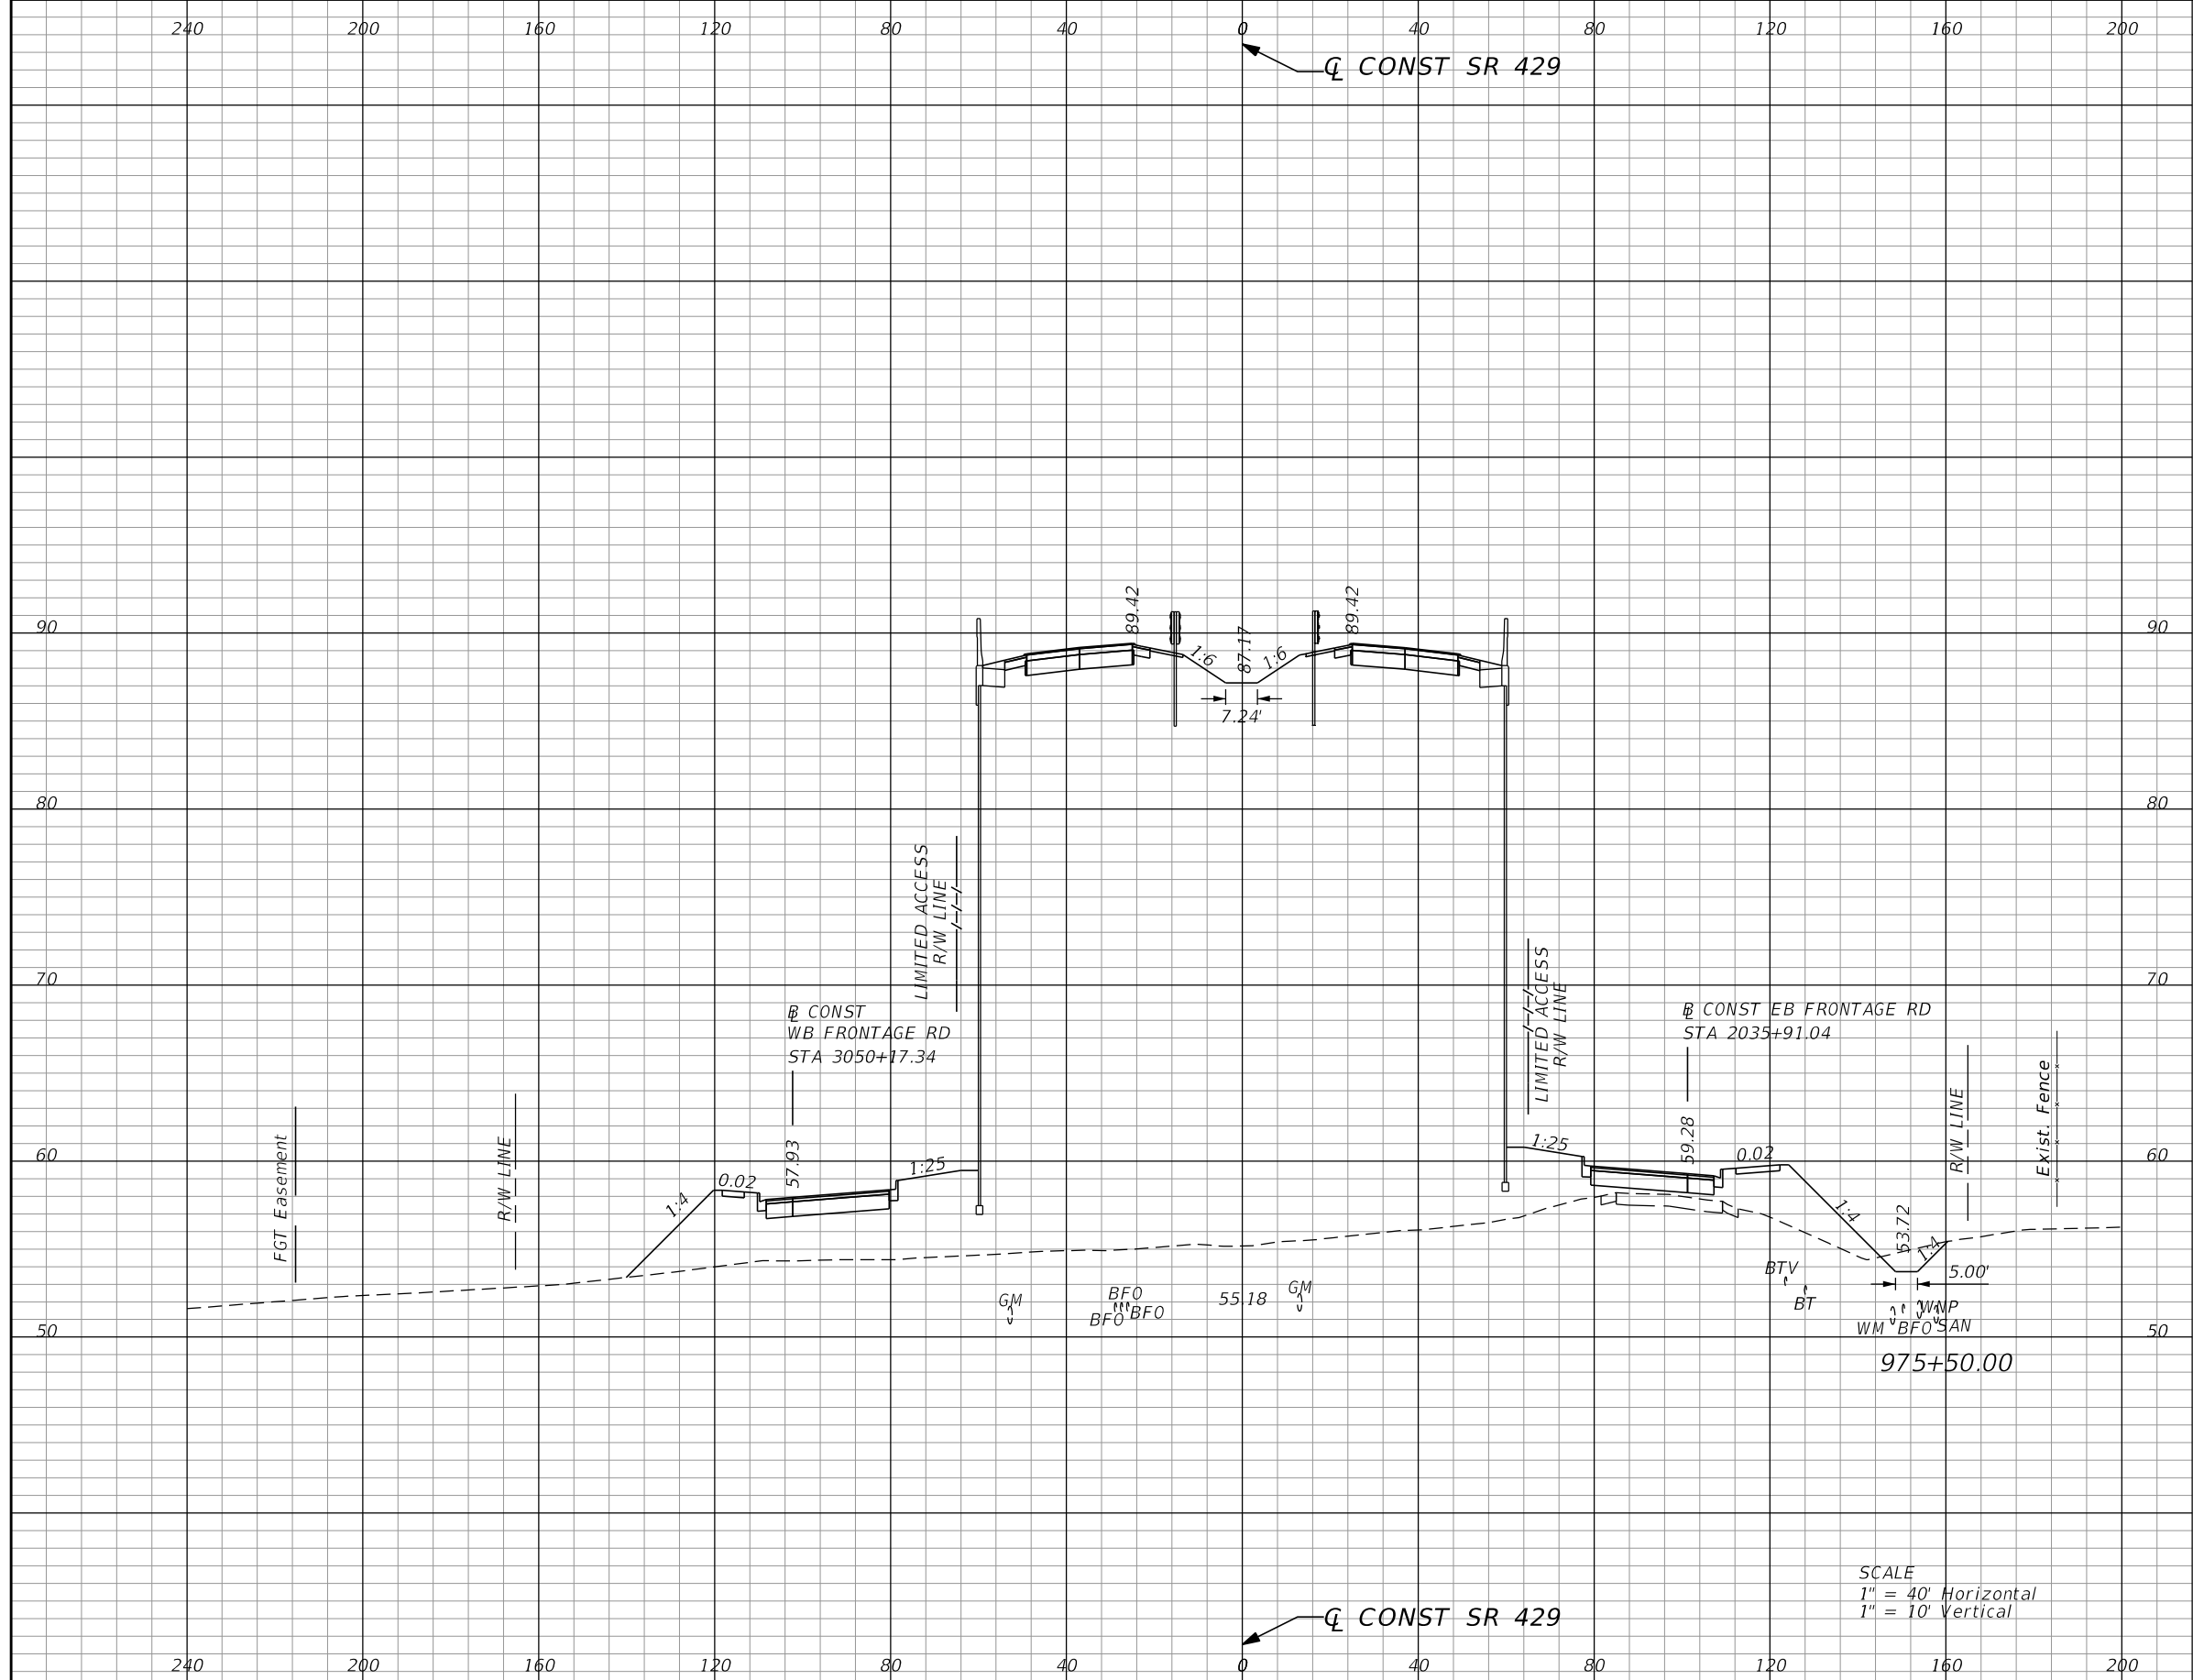 240 200 160 120 80 40 0 40 80 120 160 200
℄ CONST SR 429
90 89.42 89.42 90
1:6 87.17 1:6
7.24'
80 80
LIMITED ACCESS
R/W LINE
LIMITED ACCESS
R/W LINE
70 70
BL CONST
WB FRONTAGE RD
STA 3050+17.34
BL CONST EB FRONTAGE RD
STA 2035+91.04
FGT Easement
R/W LINE
R/W LINE
Exist. Fence
60 60
1:4 0.02 57.93 1:25
1:25 59.28 0.02 1:4 53.72 1:4
5.00'
GM
BFO
BFO BFO
55.18
GM
BTV
BT
WNP
WM BFO SAN
50 50
975+50.00
SCALE
1" = 40' Horizontal
1" = 10' Vertical
℄ CONST SR 429
240 200 160 120 80 40 0 40 80 120 160 200